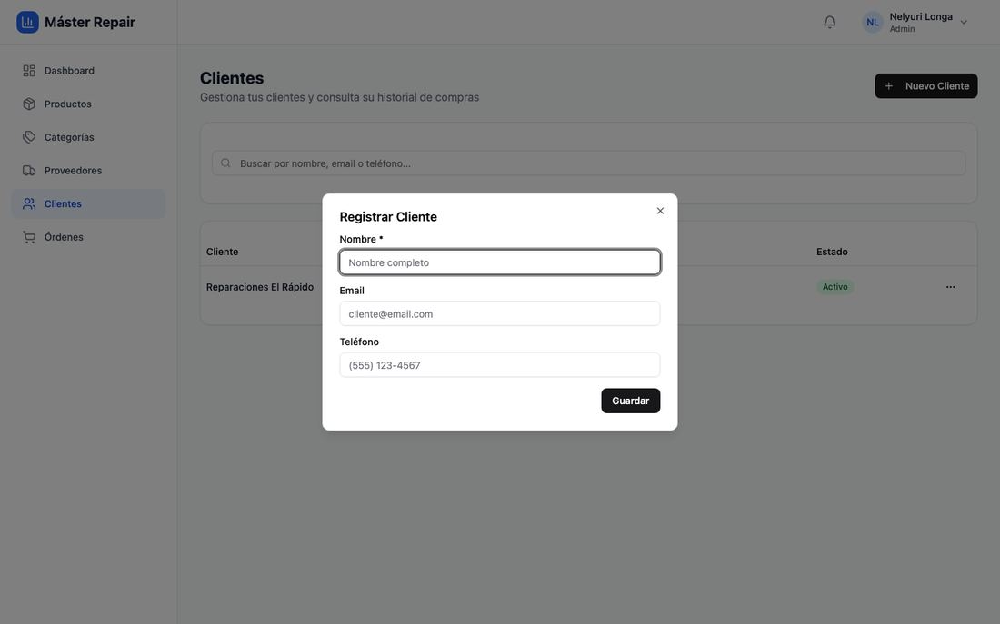 Máster Repair
NL
Nelyuri Longa
Admin
Dashboard
Productos
Categorías
Proveedores
Clientes
Órdenes
Clientes
Gestiona tus clientes y consulta su historial de compras
Nuevo Cliente
Buscar por nombre, email o teléfono...
Cliente
Estado
Reparaciones El Rápido
Activo
Registrar Cliente
Nombre *
Nombre completo
Email
cliente@email.com
Teléfono
(555) 123-4567
Guardar